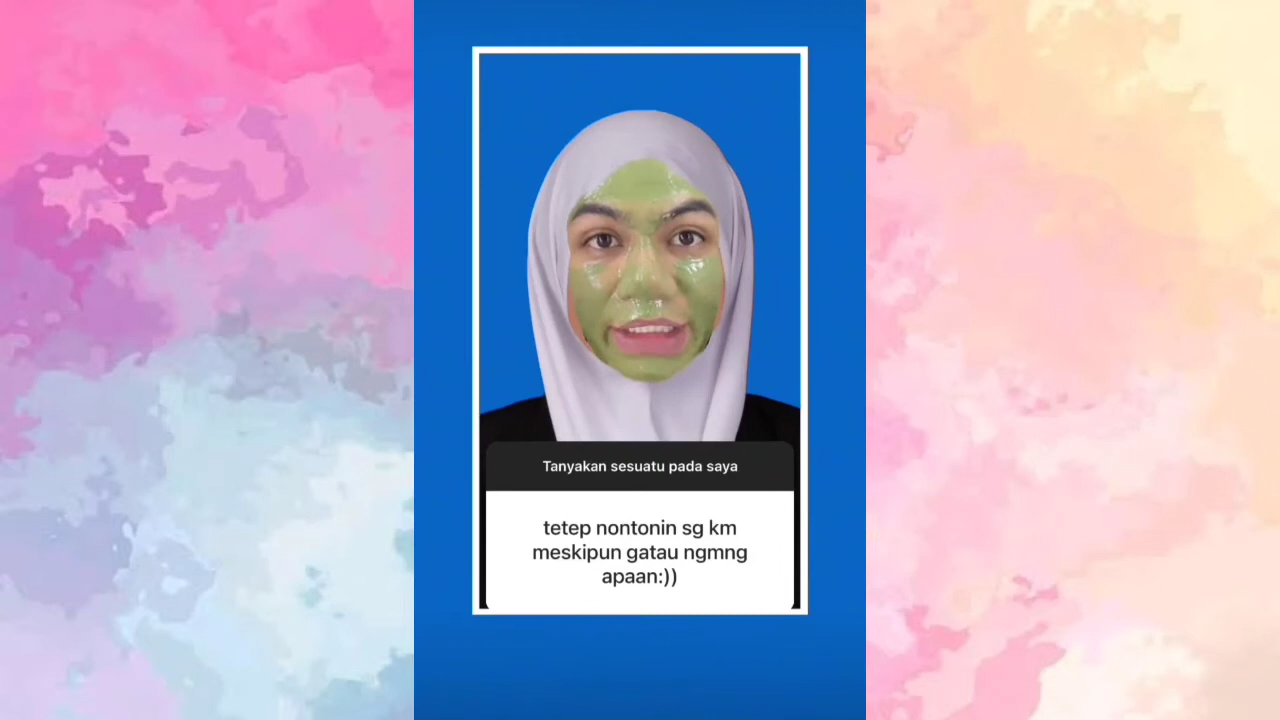 Tanyakan sesuatu pada saya
tetep nontonin sg km
meskipun gatau ngmng
apaan:))